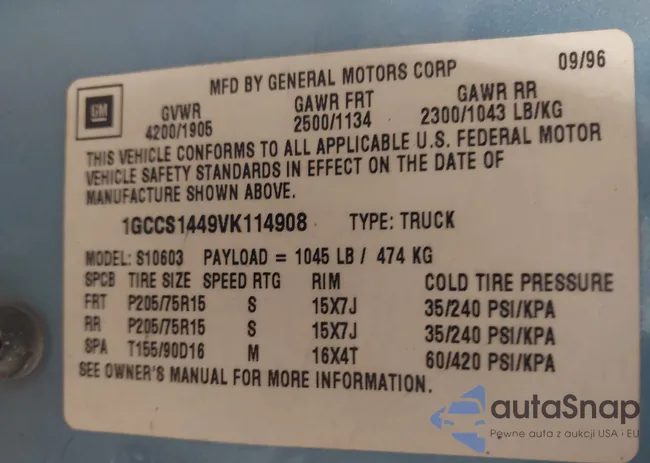 MFD BY GENERAL MOTORS CORP 09/96
GM
GVWR GAWR FRT GAWR RR
4200/1905 2500/1134 2300/1043 LB/KG
THIS VEHICLE CONFORMS TO ALL APPLICABLE U.S. FEDERAL MOTOR
VEHICLE SAFETY STANDARDS IN EFFECT ON THE DATE OF
MANUFACTURE SHOWN ABOVE.
1GCCS1449VK114908 TYPE: TRUCK
MODEL: S10603 PAYLOAD = 1045 LB / 474 KG
SPCB TIRE SIZE SPEED RTG RIM COLD TIRE PRESSURE
FRT P205/75R15 S 15X7J 35/240 PSI/KPA
RR P205/75R15 S 15X7J 35/240 PSI/KPA
SPA T155/90D16 M 16X4T 60/420 PSI/KPA
SEE OWNER'S MANUAL FOR MORE INFORMATION.
autaSnap
Pewne auta z aukcji USA i EU